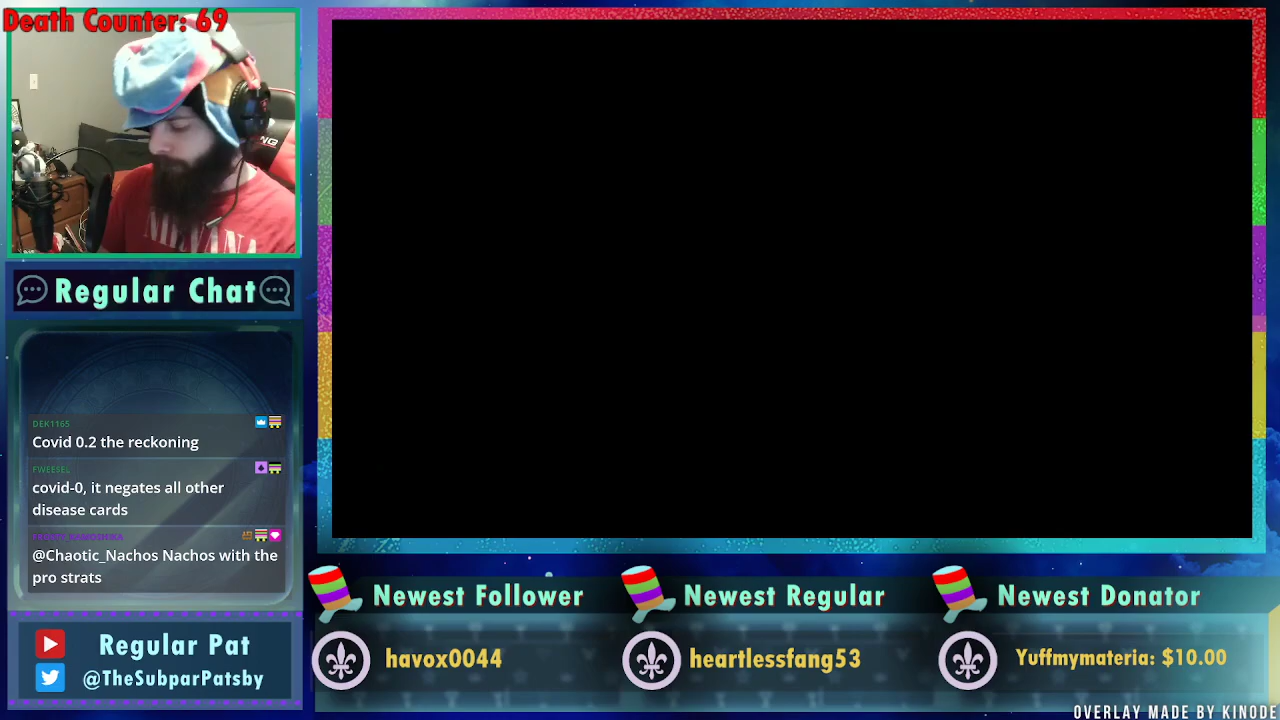 Death Counter: 69
Regular Chat
DEK1165
Covid 0.2 the reckoning
FWEESEL
covid-0, it negates all other
disease cards
@Chaotic_Nachos Nachos with the
pro strats
Regular Pat
@TheSubparPatsby
Newest Follower
havox0044
Newest Regular
heartlessfang53
Newest Donator
Yuffmymateria: $10.00
OVERLAY MADE BY KINODE